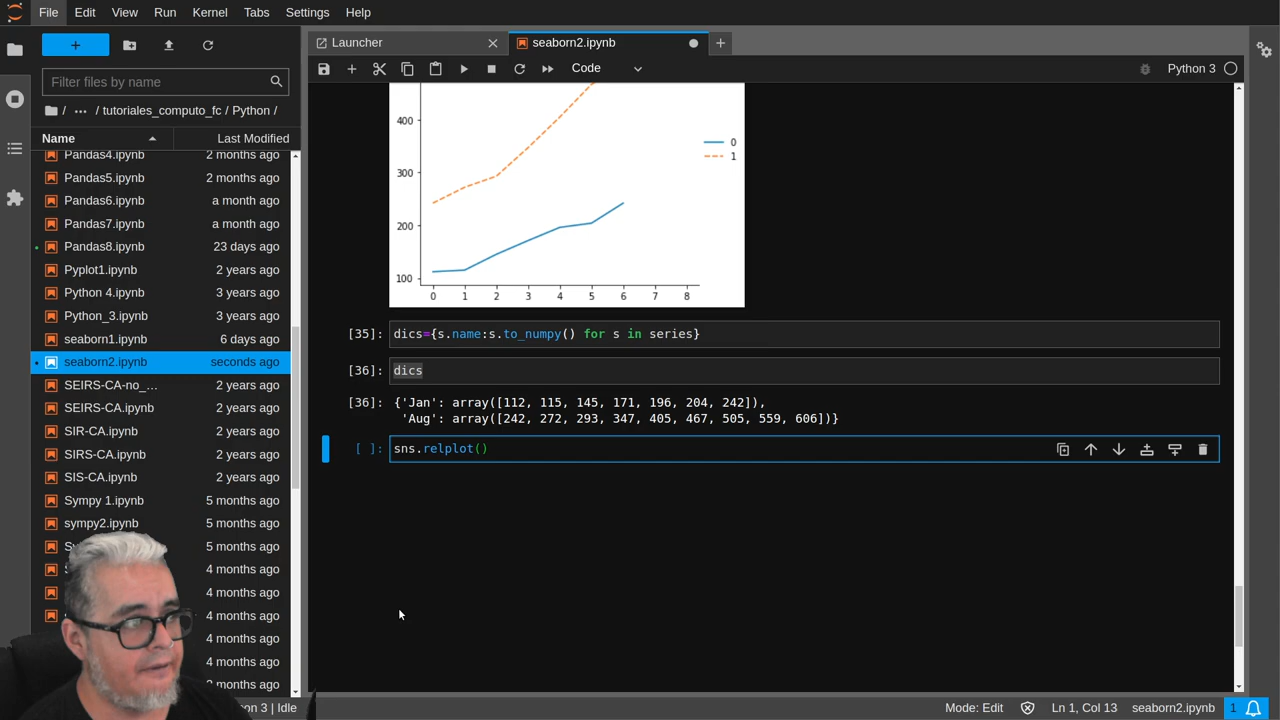 File Edit View Run Kernel Tabs Settings Help
Launcher
seaborn2.ipynb
Filter files by name
Code
Python 3
/ ... / tutoriales_computo_fc / Python /
Name Last Modified
Pandas4.ipynb 2 months ago
Pandas5.ipynb 2 months ago
Pandas6.ipynb a month ago
Pandas7.ipynb a month ago
Pandas8.ipynb 23 days ago
Pyplot1.ipynb 2 years ago
Python 4.ipynb 3 years ago
Python_3.ipynb 3 years ago
seaborn1.ipynb 6 days ago
seaborn2.ipynb seconds ago
SEIRS-CA-no_... 2 years ago
SEIRS-CA.ipynb 2 years ago
SIR-CA.ipynb 2 years ago
SIRS-CA.ipynb 2 years ago
SIS-CA.ipynb 2 years ago
Sympy 1.ipynb 5 months ago
sympy2.ipynb 5 months ago
5 months ago
4 months ago
4 months ago
4 months ago
4 months ago
4 months ago
months ago
400
300
200
100
0 1 2 3 4 5 6 7 8
0
1
[35]: dics={s.name:s.to_numpy() for s in series}
[36]: dics
[36]: {'Jan': array([112, 115, 145, 171, 196, 204, 242]),
'Aug': array([242, 272, 293, 347, 405, 467, 505, 559, 606])}
[ ]: sns.relplot()
on 3 | Idle
Mode: Edit
Ln 1, Col 13
seaborn2.ipynb
1